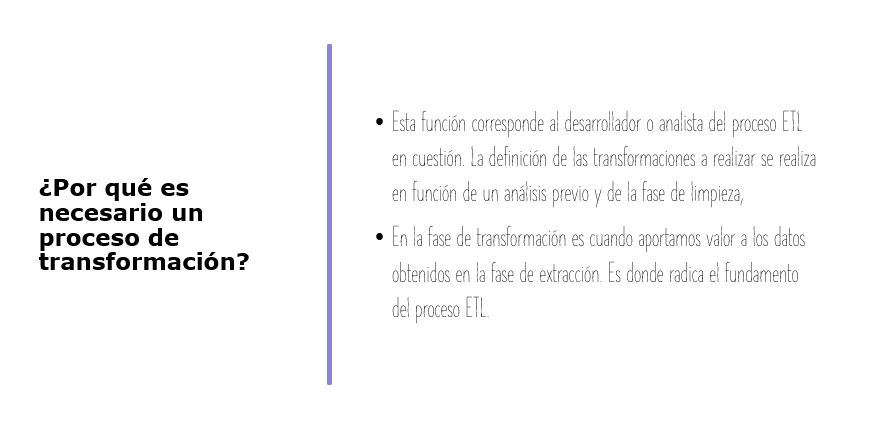 ¿Por qué es
necesario un
proceso de
transformación?
• Esta función corresponde al desarrollador o analista del proceso ETL
en cuestión. La definición de las transformaciones a realizar se realiza
en función de un análisis previo y de la fase de limpieza,
• En la fase de transformación es cuando aportamos valor a los datos
obtenidos en la fase de extracción. Es donde radica el fundamento
del proceso ETL.